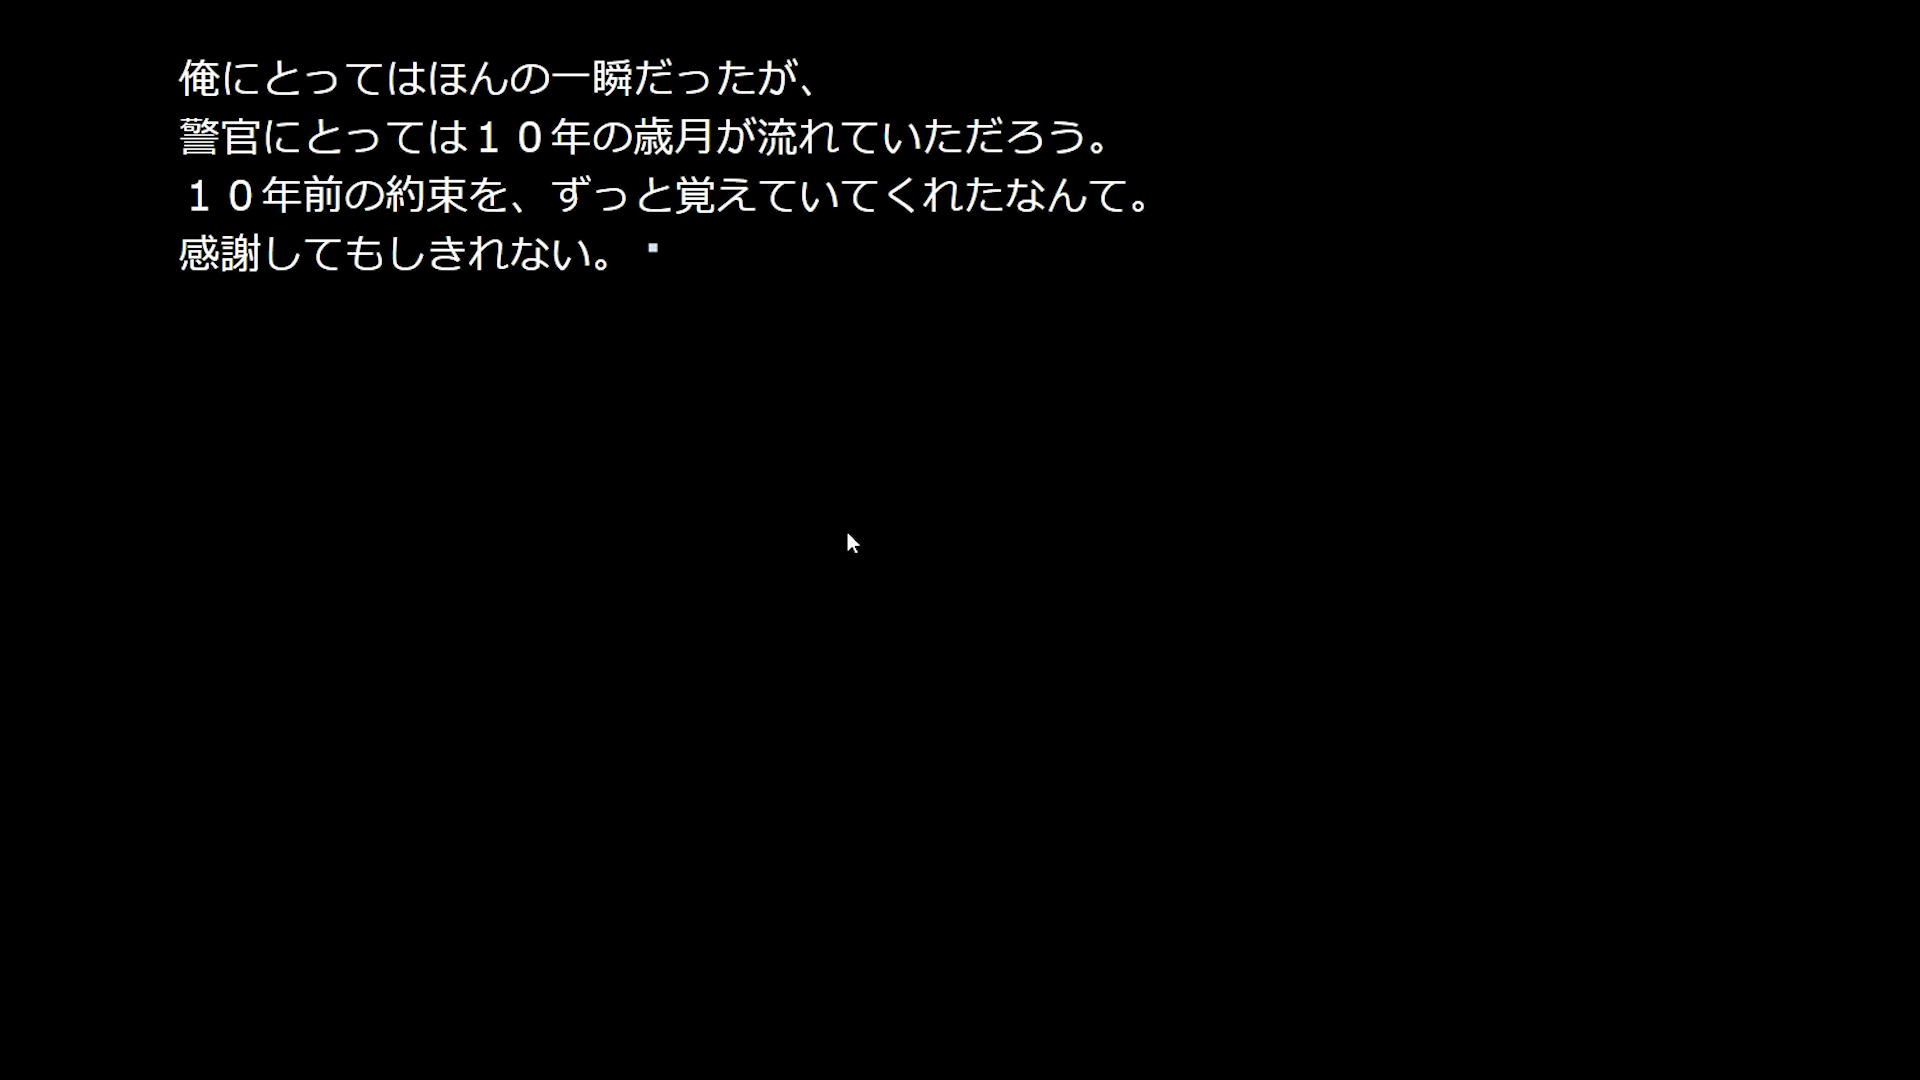 俺にとってはほんの一瞬だったが、
警官にとっては１０年の歳月が流れていただろう。
１０年前の約束を、ずっと覚えていてくれたなんて。
感謝してもしきれない。